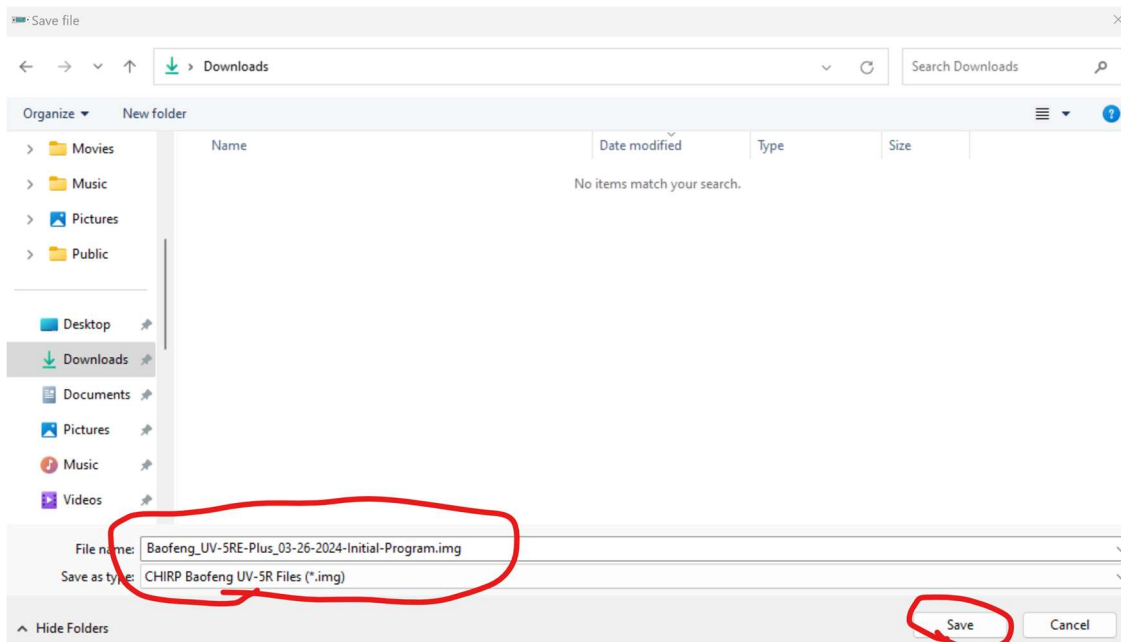 Save file
Downloads
Search Downloads
Organize
New folder
Movies
Music
Pictures
Public
Desktop
Downloads
Documents
Pictures
Music
Videos
Name
Date modified
Type
Size
No items match your search.
File name: Baofeng_UV-5RE-Plus_03-26-2024-Initial-Program.img
Save as type: CHIRP Baofeng UV-5R Files (*.img)
Hide Folders
Save
Cancel